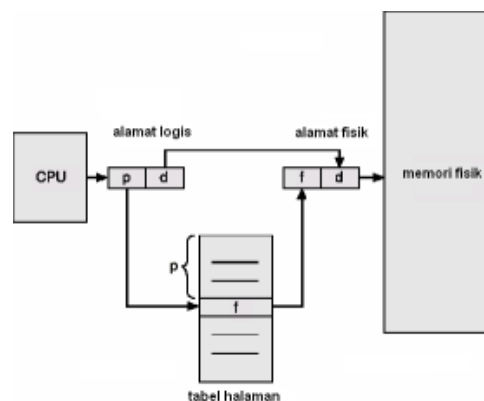 alamat logis
alamat fisik
CPU
p d
f d
memori fisik
p
f
tabel halaman